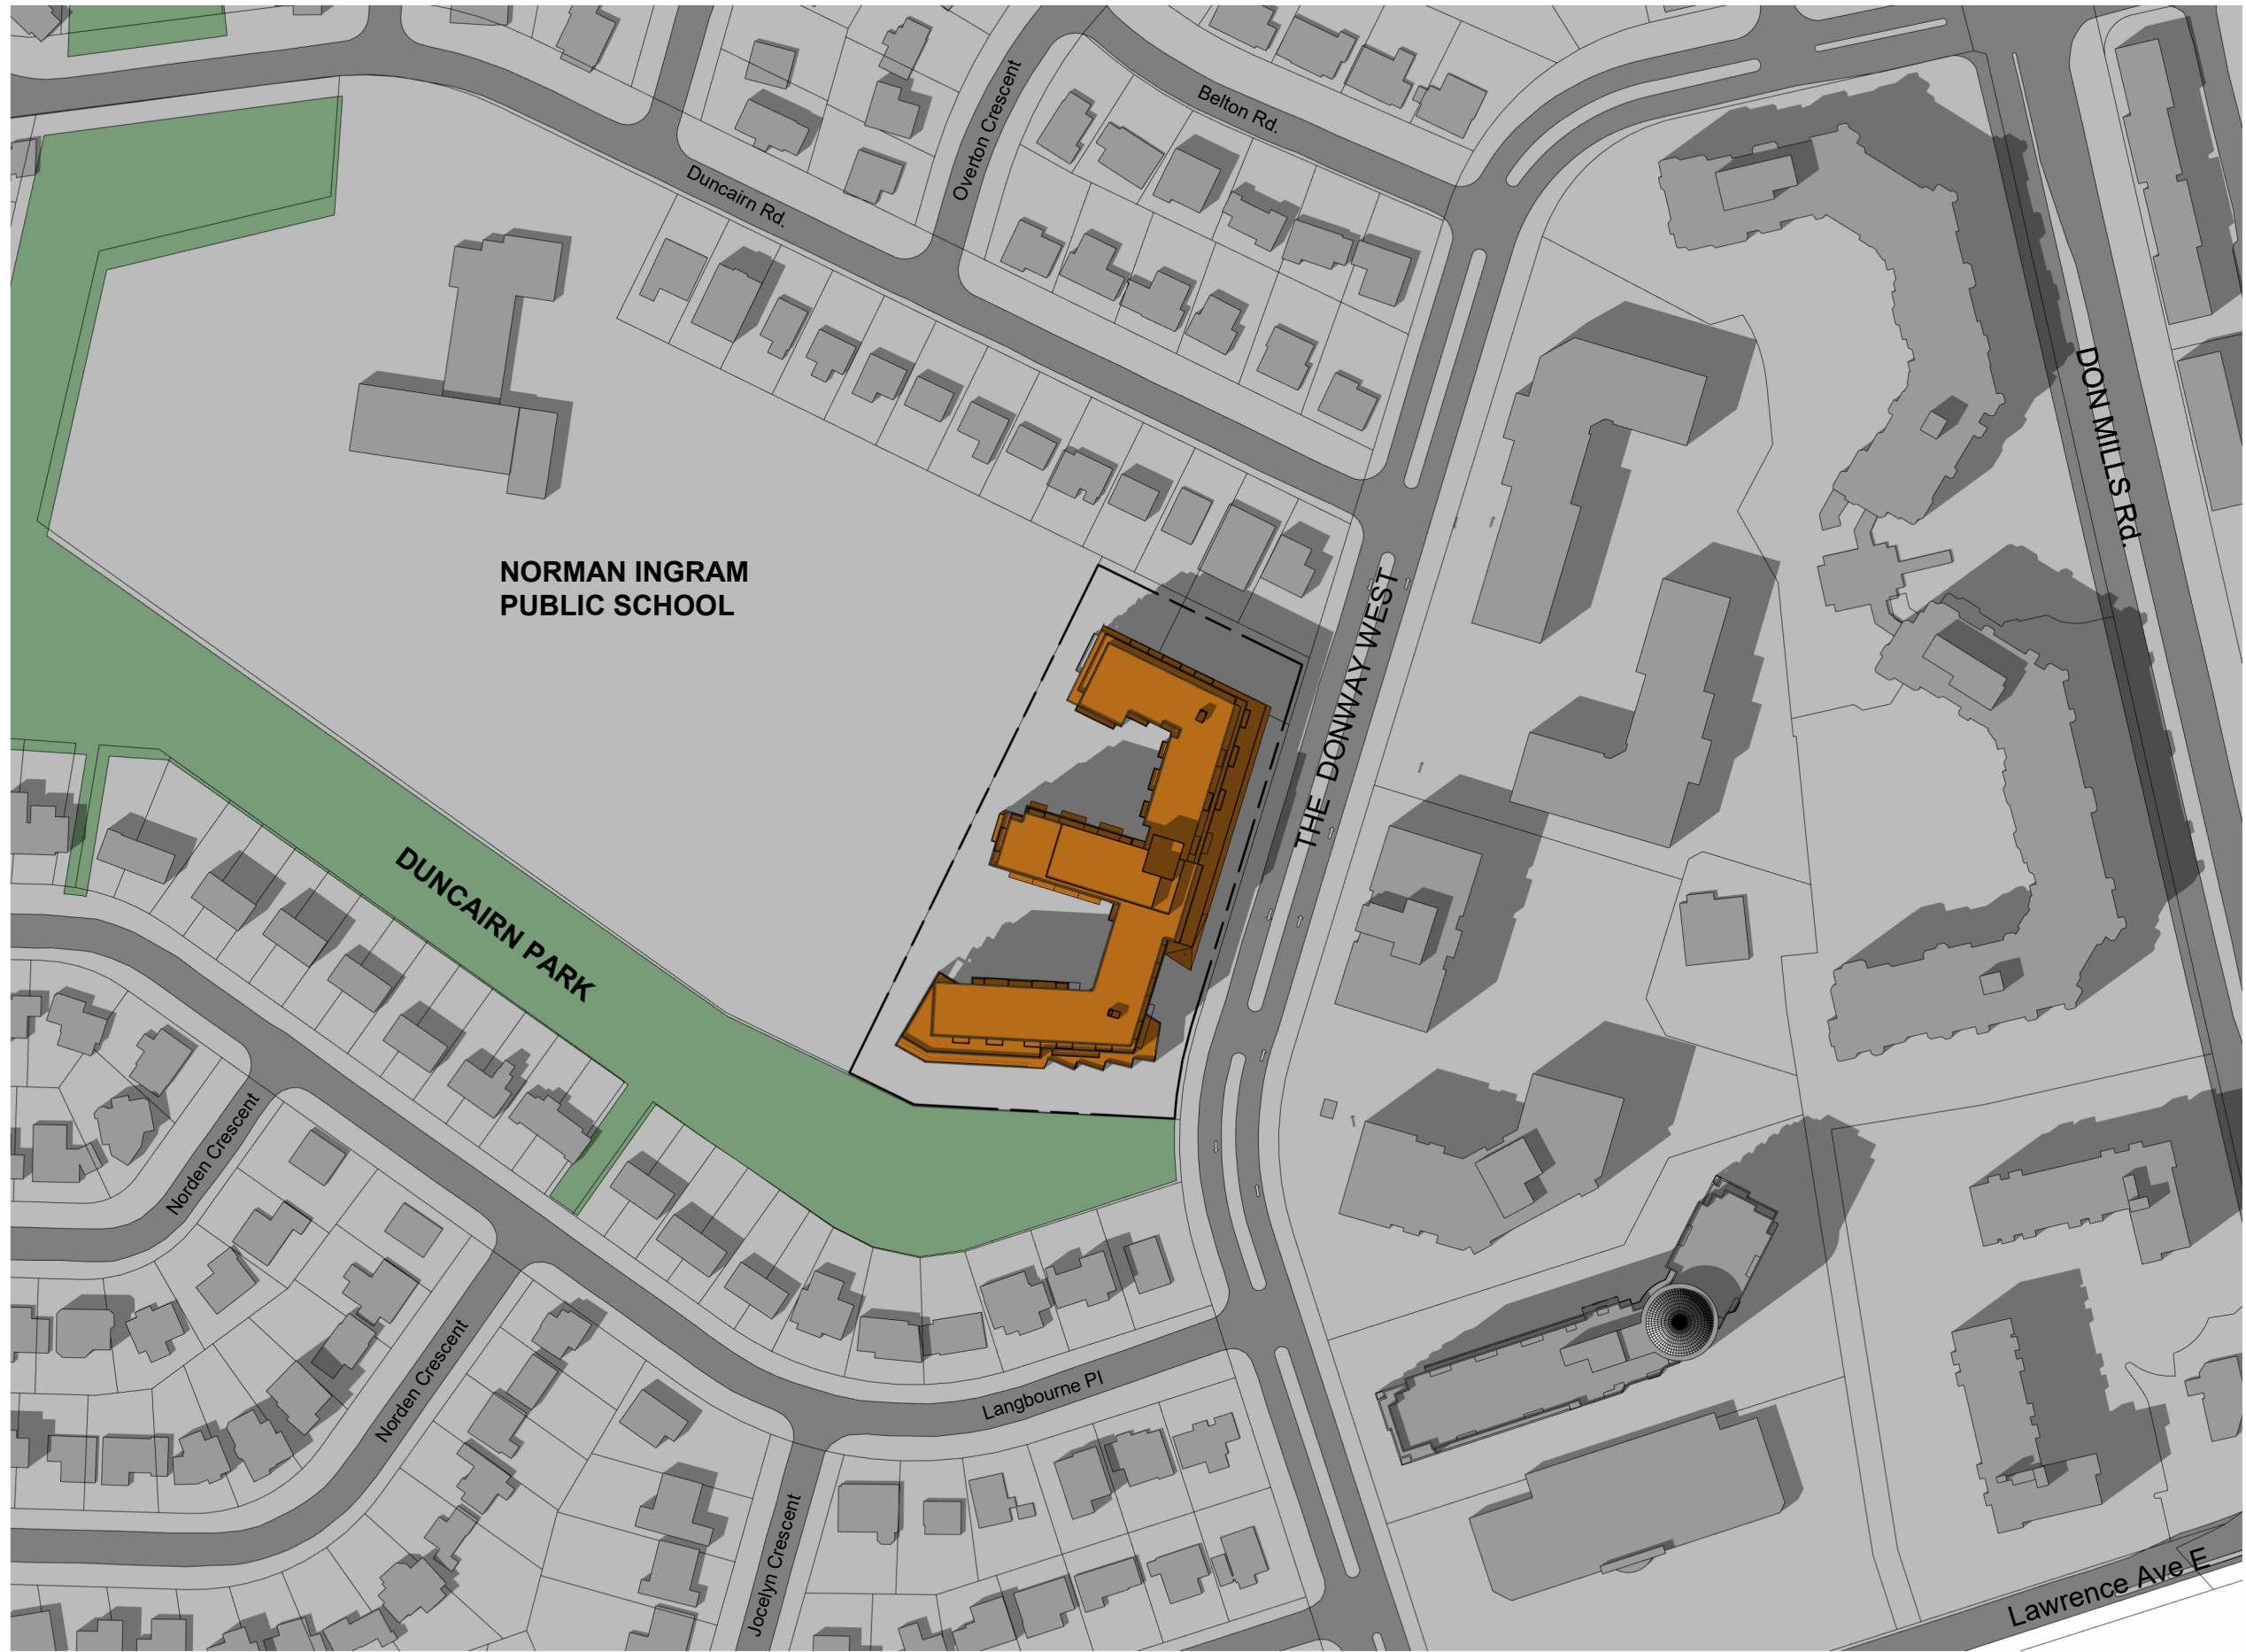 Belton Rd.
Overton Crescent
Duncairn Rd.
DON MILLS Rd.
NORMAN INGRAM
PUBLIC SCHOOL
THE DONWAY WEST
DUNCAIRN PARK
Norden Crescent
Norden Crescent
Langbourne Pl
Jocelyn Crescent
Lawrence Ave E